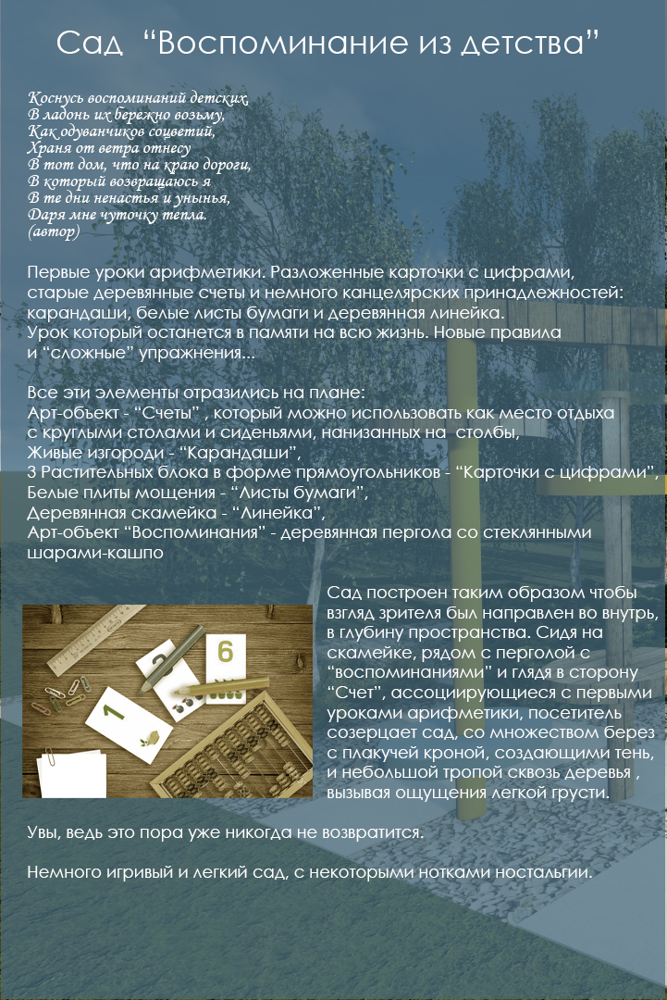 Сад “Воспоминание из детства”
Коснусь воспоминаний детских,
В ладонь их бережно возьму,
Как одуванчиков соцветий,
Храня от ветра отнесу
В тот дом, что на краю дороги,
В который возвращаюсь я
В те дни ненастья и унынья,
Даря мне чуточку тепла.
(автор)
Первые уроки арифметики. Разложенные карточки с цифрами,
старые деревянные счеты и немного канцелярских принадлежностей:
карандаши, белые листы бумаги и деревянная линейка.
Урок который останется в памяти на всю жизнь. Новые правила
и “сложные” упражнения...
Все эти элементы отразились на плане:
Арт-объект - “Счеты” , который можно использовать как место отдыха
с круглыми столами и сиденьями, нанизанных на столбы,
Живые изгороди - “Карандаши”,
3 Растительных блока в форме прямоугольников - “Карточки с цифрами”,
Белые плиты мощения - “Листы бумаги”,
Деревянная скамейка - “Линейка”,
Арт-объект “Воспоминания” - деревянная пергола со стеклянными
шарами-кашпо
Сад построен таким образом чтобы
взгляд зрителя был направлен во внутрь,
в глубину пространства. Сидя на
скамейке, рядом с перголой с
“воспоминаниями” и глядя в сторону
“Счет”, ассоциирующиеся с первыми
уроками арифметики, посетитель
созерцает сад, со множеством берез
с плакучей кроной, создающими тень,
и небольшой тропой сквозь деревья ,
вызывая ощущения легкой грусти.
2
6
1
Увы, ведь это пора уже никогда не возвратится.
Немного игривый и легкий сад, с некоторыми нотками ностальгии.